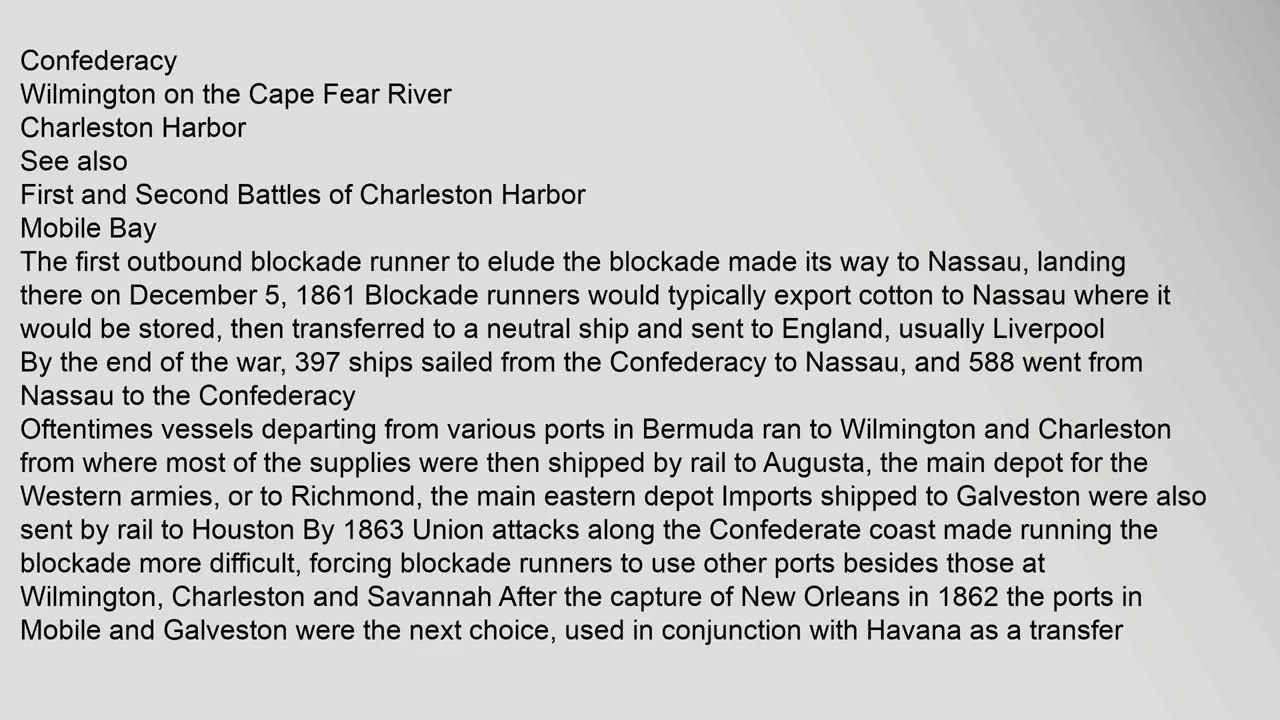 Confederacy
Wilmington on the Cape Fear River
Charleston Harbor
See also
First and Second Battles of Charleston Harbor
Mobile Bay
The first outbound blockade runner to elude the blockade made its way to Nassau, landing
there on December 5, 1861 Blockade runners would typically export cotton to Nassau where it
would be stored, then transferred to a neutral ship and sent to England, usually Liverpool
By the end of the war, 397 ships sailed from the Confederacy to Nassau, and 588 went from
Nassau to the Confederacy
Oftentimes vessels departing from various ports in Bermuda ran to Wilmington and Charleston
from where most of the supplies were then shipped by rail to Augusta, the main depot for the
Western armies, or to Richmond, the main eastern depot Imports shipped to Galveston were also
sent by rail to Houston By 1863 Union attacks along the Confederate coast made running the
blockade more difficult, forcing blockade runners to use other ports besides those at
Wilmington, Charleston and Savannah After the capture of New Orleans in 1862 the ports in
Mobile and Galveston were the next choice, used in conjunction with Havana as a transfer